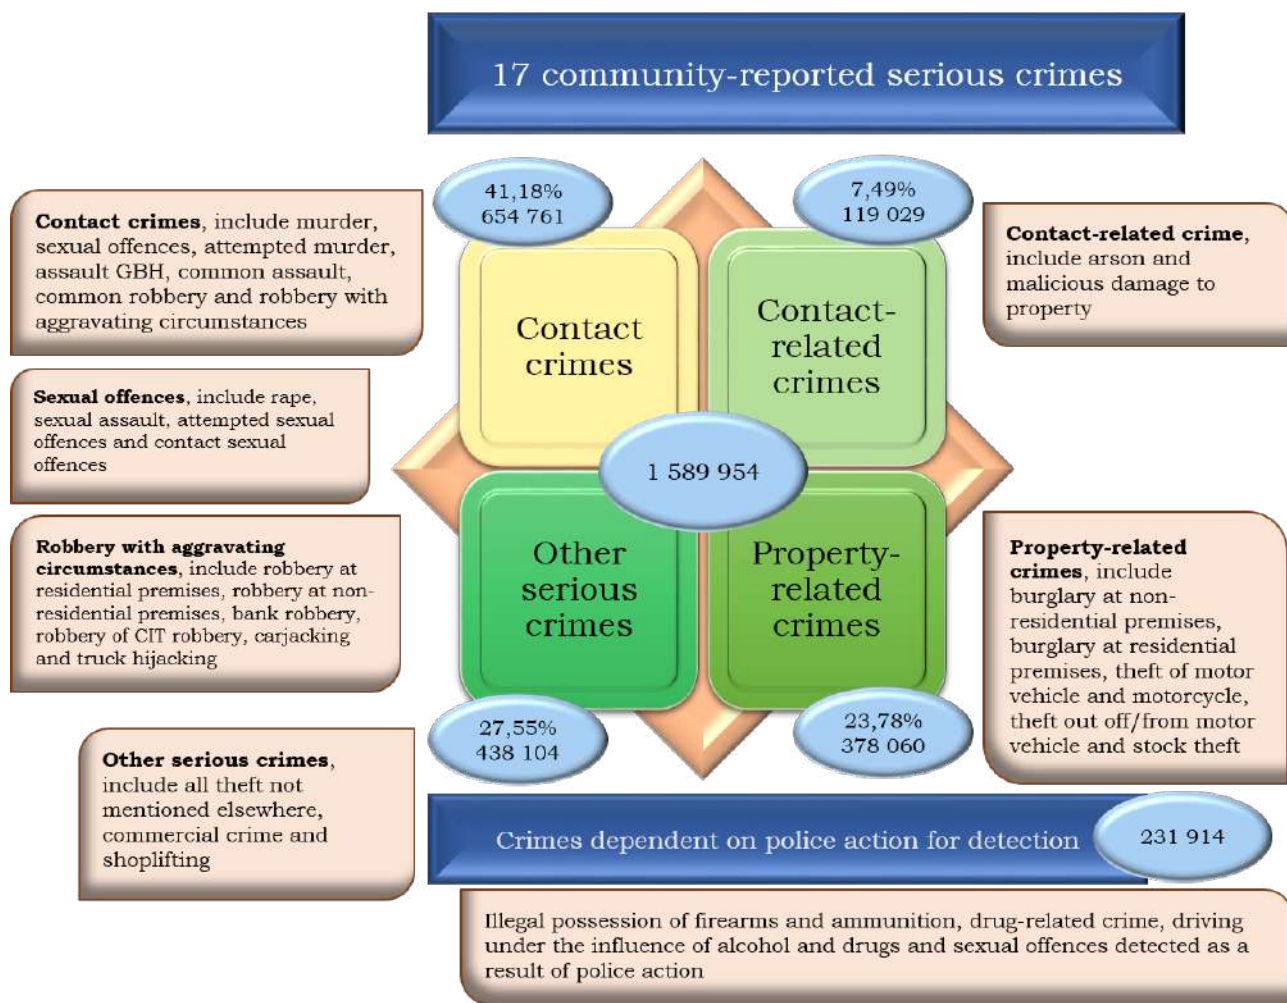 17 community-reported serious crimes
41,18%
654 761
7,49%
119 029
Contact crimes, include murder,
sexual offences, attempted murder,
assault GBH, common assault,
common robbery and robbery with
aggravating circumstances
Contact-related crime,
include arson and
malicious damage to
property
Contact
crimes
Contact-
related
crimes
Sexual offences, include rape,
sexual assault, attempted sexual
offences and contact sexual
offences
1 589 954
Robbery with aggravating
circumstances, include robbery at
residential premises, robbery at non-
residential premises, bank robbery,
robbery of CIT robbery, carjacking
and truck hijacking
Other
serious
crimes
Property-
related
crimes
Property-related
crimes, include
burglary at non-
residential premises,
burglary at residential
premises, theft of motor
vehicle and motorcycle,
theft out off/from motor
vehicle and stock theft
27,55%
438 104
23,78%
378 060
Other serious crimes,
include all theft not
mentioned elsewhere,
commercial crime and
shoplifting
Crimes dependent on police action for detection
231 914
Illegal possession of firearms and ammunition, drug-related crime, driving
under the influence of alcohol and drugs and sexual offences detected as a
result of police action